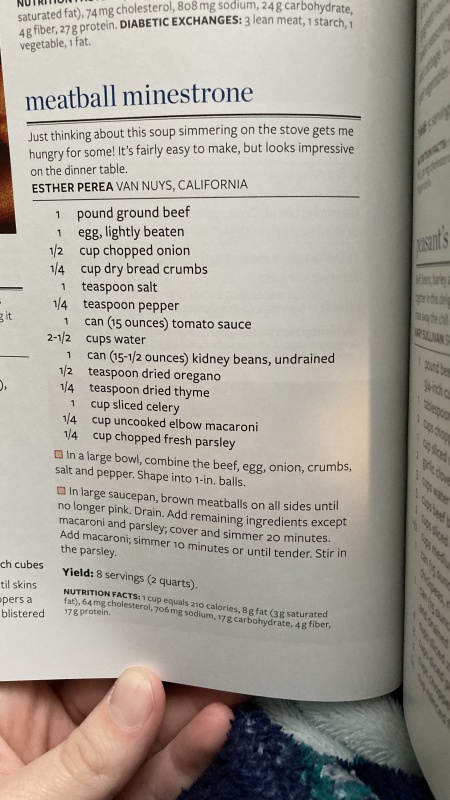 saturated fat), 74 mg cholesterol, 808 mg sodium, 24 g carbohydrate,
4 g fiber, 27 g protein. DIABETIC EXCHANGES: 3 lean meat, 1 starch, 1
vegetable, 1 fat.
meatball minestrone
Just thinking about this soup simmering on the stove gets me
hungry for some! It's fairly easy to make, but looks impressive
on the dinner table.
ESTHER PEREA VAN NUYS, CALIFORNIA
1 pound ground beef
1 egg, lightly beaten
1/2 cup chopped onion
1/4 cup dry bread crumbs
1 teaspoon salt
1/4 teaspoon pepper
1 can (15 ounces) tomato sauce
2-1/2 cups water
1 can (15-1/2 ounces) kidney beans, undrained
1/2 teaspoon dried oregano
1/4 teaspoon dried thyme
1 cup sliced celery
1/4 cup uncooked elbow macaroni
1/4 cup chopped fresh parsley
In a large bowl, combine the beef, egg, onion, crumbs,
salt and pepper. Shape into 1-in. balls.
In large saucepan, brown meatballs on all sides until
no longer pink. Drain. Add remaining ingredients except
macaroni and parsley; cover and simmer 20 minutes.
Add macaroni; simmer 10 minutes or until tender. Stir in
the parsley.
Yield: 8 servings (2 quarts).
NUTRITION FACTS: 1 cup equals 210 calories, 8 g fat (3 g saturated
fat), 64 mg cholesterol, 706 mg sodium, 17 g carbohydrate, 4 g fiber,
17 g protein.
g it
),
ch cubes
til skins
pers a
blistered